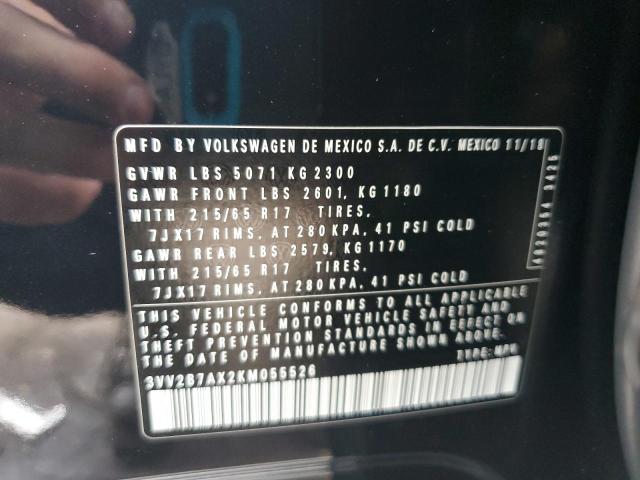 MFD BY VOLKSWAGEN DE MEXICO S.A. DE C.V. MEXICO 11/18
GVWR LBS 5071 KG 2300
GAWR FRONT LBS 2601, KG 1180
WITH 215/65 R17 TIRES,
7JX17 RIMS, AT 280 KPA, 41 PSI COLD
GAWR REAR LBS 2579, KG 1170
WITH 215/65 R17 TIRES,
7JX17 RIMS, AT 280 KPA, 41 PSI COLD
THIS VEHICLE CONFORMS TO ALL APPLICABLE
U.S. FEDERAL MOTOR VEHICLE SAFETY AND
THEFT PREVENTION STANDARDS IN EFFECT ON
THE DATE OF MANUFACTURE SHOWN ABOVE.
TYPE: MPV
3VV2B7AX2KM055526